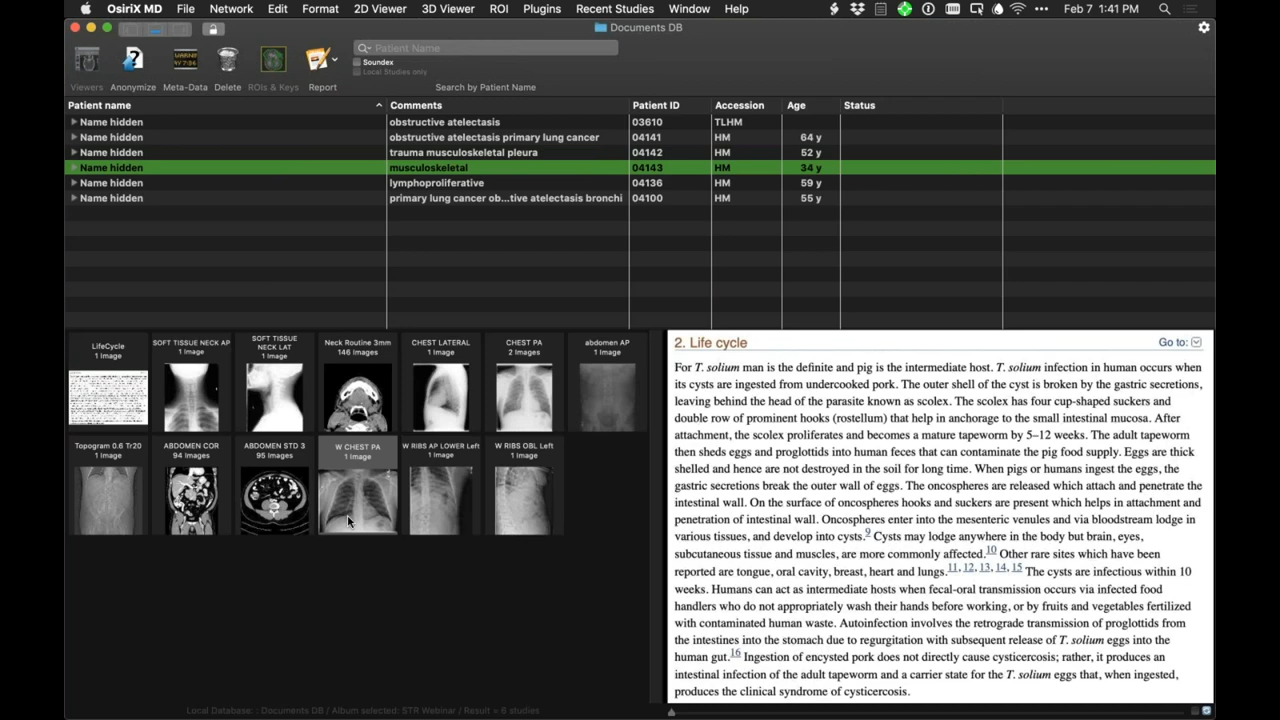 OsiriX MD File Network Edit Format 2D Viewer 3D Viewer ROI Plugins Recent Studies Window Help Feb 7 1:41 PM
Documents DB
Patient Name
Soundex
Local Studies only
Viewers Anonymize Meta-Data Delete ROIs & Keys Report Search by Patient Name
Patient name Comments Patient ID Accession Age Status
Name hidden obstructive atelectasis 03610 TLHM
Name hidden obstructive atelectasis primary lung cancer 04141 HM 64 y
Name hidden trauma musculoskeletal pleura 04142 HM 52 y
Name hidden musculoskeletal 04143 HM 34 y
Name hidden lymphoproliferative 04136 HM 59 y
Name hidden primary lung cancer ob...tive atelectasis bronchi 04100 HM 55 y
LifeCycle
1 Image
SOFT TISSUE NECK AP
1 Image
SOFT TISSUE
NECK LAT
1 Image
Neck Routine 3mm
146 Images
CHEST LATERAL
1 Image
CHEST PA
2 Images
abdomen AP
1 Image
Topogram 0.6 Tr20
1 Image
ABDOMEN COR
94 Images
ABDOMEN STD 3
95 Images
W CHEST PA
1 Image
W RIBS AP LOWER Left
1 Image
W RIBS OBL Left
1 Image
2. Life cycle Go to:
For T. solium man is the definite and pig is the intermediate host. T. solium infection in human occurs when
its cysts are ingested from undercooked pork. The outer shell of the cyst is broken by the gastric secretions,
leaving behind the head of the parasite known as scolex. The scolex has four cup-shaped suckers and
double row of prominent hooks (rostellum) that help in anchorage to the small intestinal mucosa. After
attachment, the scolex proliferates and becomes a mature tapeworm by 5–12 weeks. The adult tapeworm
then sheds eggs and proglottids into human feces that can contaminate the pig food supply. Eggs are thick
shelled and hence are not destroyed in the soil for long time. When pigs or humans ingest the eggs, the
gastric secretions break the outer wall of eggs. The oncospheres are released which attach and penetrate the
intestinal wall. On the surface of oncospheres hooks and suckers are present which helps in attachment and
penetration of intestinal wall. Oncospheres enter into the mesenteric venules and via bloodstream lodge in
various tissues, and develop into cysts.9 Cysts may lodge anywhere in the body but brain, eyes,
subcutaneous tissue and muscles, are more commonly affected.10 Other rare sites which have been
reported are tongue, oral cavity, breast, heart and lungs.11, 12, 13, 14, 15 The cysts are infectious within 10
weeks. Humans can act as intermediate hosts when fecal-oral transmission occurs via infected food
handlers who do not appropriately wash their hands before working, or by fruits and vegetables fertilized
with contaminated human waste. Autoinfection involves the retrograde transmission of proglottids from
the intestines into the stomach due to regurgitation with subsequent release of T. solium eggs into the
human gut.16 Ingestion of encysted pork does not directly cause cysticercosis; rather, it produces an
intestinal infection of the adult tapeworm and a carrier state for the T. solium eggs that, when ingested,
produces the clinical syndrome of cysticercosis.
Local Database: : Documents DB / Album selected: STR Webinar / Result = 6 studies